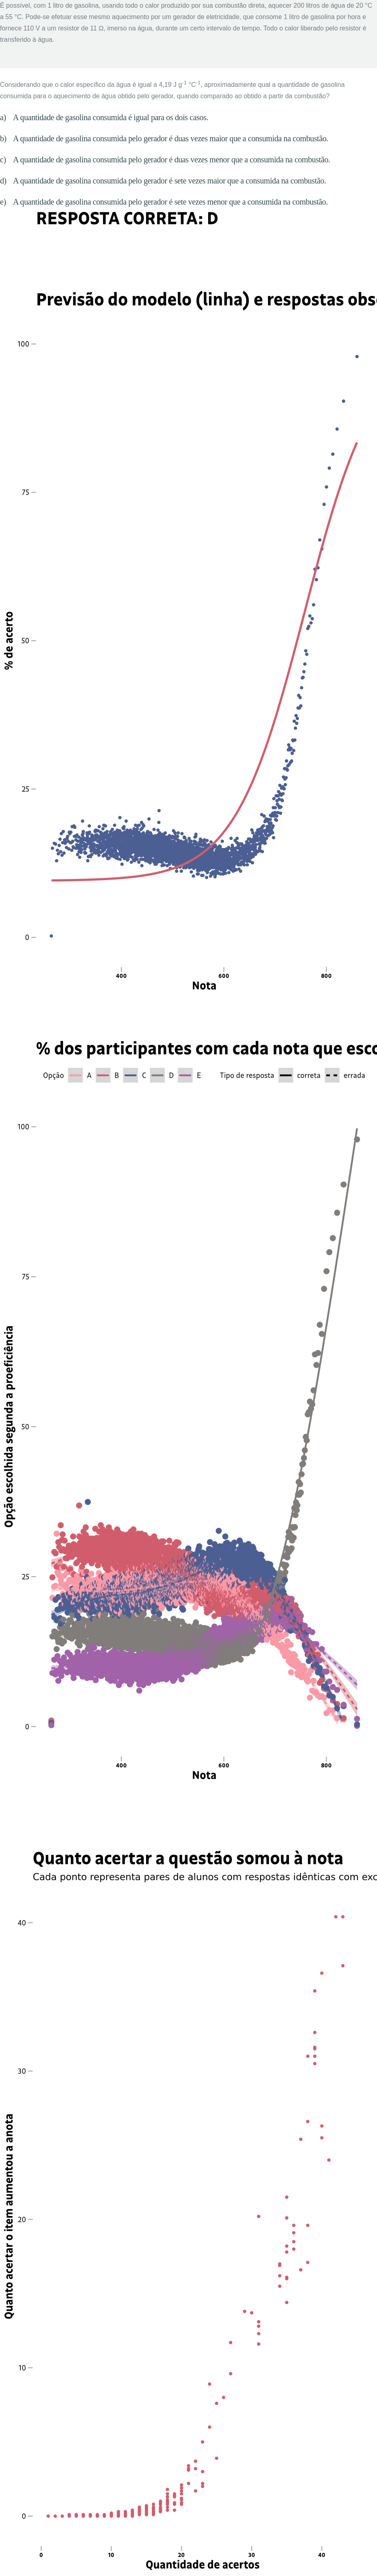 É possível, com 1 litro de gasolina, usando todo o calor produzido por sua combustão direta, aquecer 200 litros de água de 20 °C
a 55 °C. Pode-se efetuar esse mesmo aquecimento por um gerador de eletricidade, que consome 1 litro de gasolina por hora e
fornece 110 V a um resistor de 11 Ω, imerso na água, durante um certo intervalo de tempo. Todo o calor liberado pelo resistor é
transferido à água.
Considerando que o calor específico da água é igual a 4,19 J g-1 °C-1, aproximadamente qual a quantidade de gasolina
consumida para o aquecimento de água obtido pelo gerador, quando comparado ao obtido a partir da combustão?
a) A quantidade de gasolina consumida é igual para os dois casos.
b) A quantidade de gasolina consumida pelo gerador é duas vezes maior que a consumida na combustão.
c) A quantidade de gasolina consumida pelo gerador é duas vezes menor que a consumida na combustão.
d) A quantidade de gasolina consumida pelo gerador é sete vezes maior que a consumida na combustão.
e) A quantidade de gasolina consumida pelo gerador é sete vezes menor que a consumida na combustão.
RESPOSTA CORRETA: D
Previsão do modelo (linha) e respostas obs
100
75
50
25
0
% de acerto
400 600 800
Nota
% dos participantes com cada nota que esco
Opção A B C D E Tipo de resposta correta errada
100
75
50
25
0
Opção escolhida segunda a proeficiência
400 600 800
Nota
Quanto acertar a questão somou à nota
Cada ponto representa pares de alunos com respostas idênticas com exc
40
30
20
10
0
Quanto acertar o item aumentou a anota
0 10 20 30 40
Quantidade de acertos